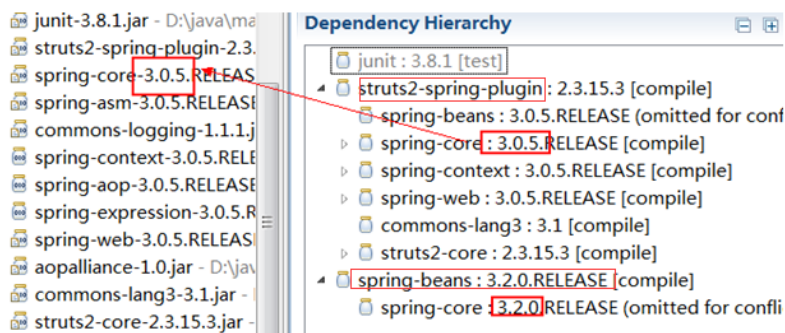 junit-3.8.1.jar - D:\java\ma
struts2-spring-plugin-2.3.
spring-core-3.0.5.RELEAS
spring-asm-3.0.5.RELEASE
commons-logging-1.1.1.j
spring-context-3.0.5.RELE
spring-aop-3.0.5.RELEASE
spring-expression-3.0.5.R
spring-web-3.0.5.RELEAS
aopalliance-1.0.jar - D:\jav
commons-lang3-3.1.jar -
struts2-core-2.3.15.3.jar -
Dependency Hierarchy
junit : 3.8.1 [test]
struts2-spring-plugin : 2.3.15.3 [compile]
spring-beans : 3.0.5.RELEASE (omitted for conf
spring-core : 3.0.5.RELEASE [compile]
spring-context : 3.0.5.RELEASE [compile]
spring-web : 3.0.5.RELEASE [compile]
commons-lang3 : 3.1 [compile]
struts2-core : 2.3.15.3 [compile]
spring-beans : 3.2.0.RELEASE [compile]
spring-core : 3.2.0.RELEASE (omitted for confli